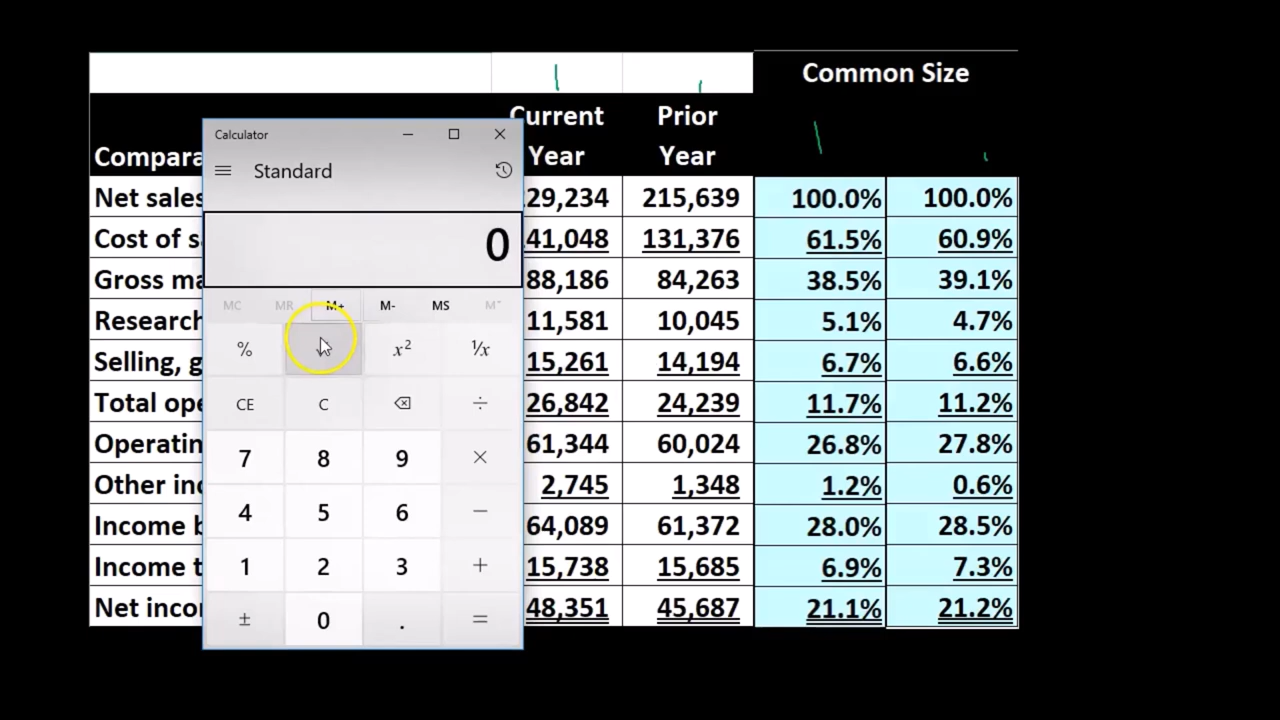 Common Size
Current Prior
Year Year
Calculator
Standard
0
MC MR M+ M- MS
% x² ⅟x
CE C ÷
7 8 9 ×
4 5 6 −
1 2 3 +
± 0 . =
Net sales 29,234 215,639 100.0% 100.0%
Cost of 41,048 131,376 61.5% 60.9%
Gross 88,186 84,263 38.5% 39.1%
Research 11,581 10,045 5.1% 4.7%
Selling, 15,261 14,194 6.7% 6.6%
Total 26,842 24,239 11.7% 11.2%
61,344 60,024 26.8% 27.8%
Other 2,745 1,348 1.2% 0.6%
Income 64,089 61,372 28.0% 28.5%
Income 15,738 15,685 6.9% 7.3%
Net 48,351 45,687 21.1% 21.2%